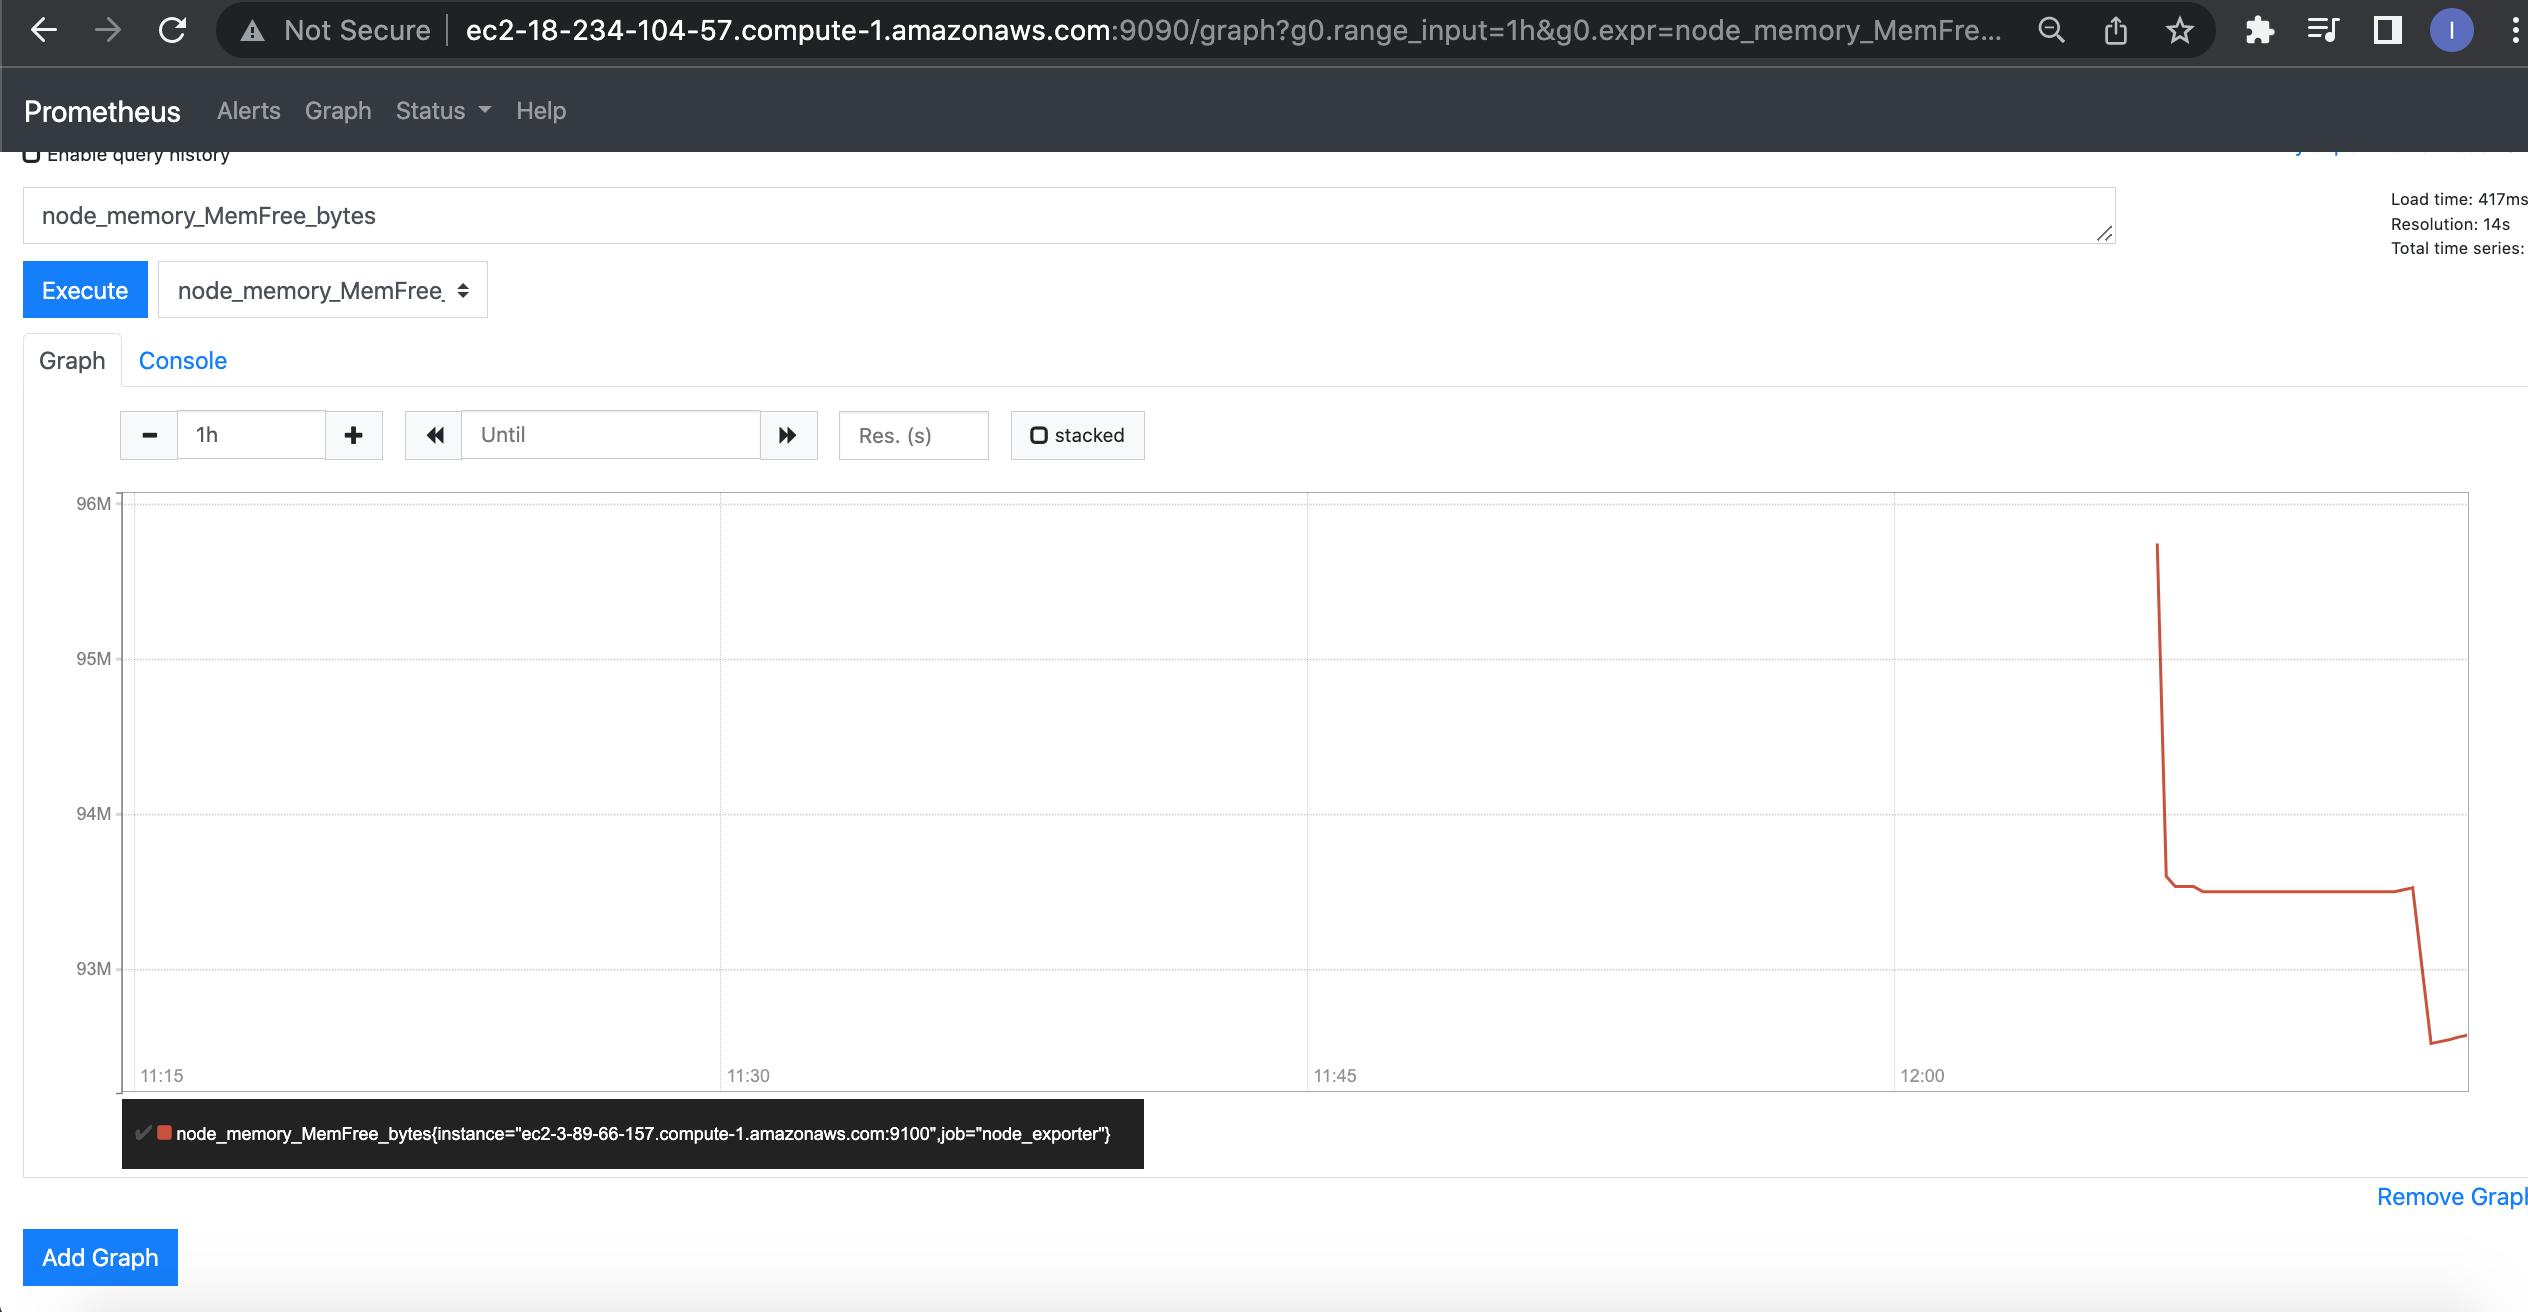 Not Secure ec2-18-234-104-57.compute-1.amazonaws.com:9090/graph?g0.range_input=1h&g0.expr=node_memory_MemFre... I
Prometheus Alerts Graph Status Help
Enable query history
node_memory_MemFree_bytes
Load time: 417ms
Resolution: 14s
Total time series:
Execute node_memory_MemFree_
Graph Console
1h Until Res. (s) stacked
96M
95M
94M
93M
11:15 11:30 11:45 12:00
node_memory_MemFree_bytes{instance="ec2-3-89-66-157.compute-1.amazonaws.com:9100",job="node_exporter"}
Remove Graph
Add Graph